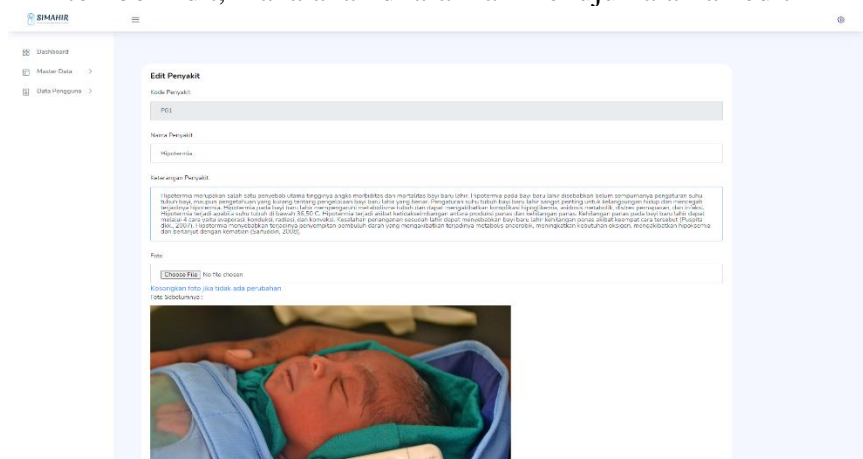 SIMAHIR
Dashboard
Master Data
Data Pengguna
Edit Penyakit
Kode Penyakit
P01
Nama Penyakit
Hipotermia
Keterangan Penyakit
Hipotermia merupakan salah satu penyebab utama tingginya angka morbiditas dan mortalitas bayi baru lahir. Hipotermia pada bayi baru lahir disebabkan belum sempurnanya pengaturan suhu
tubuh bayi, maupun pengetahuan yang kurang tentang pengelolaan bayi baru lahir yang benar. Pengaturan suhu tubuh bayi baru lahir sangat penting untuk kelangsungan hidup dan mencegah
terjadinya hipotermia. Hipotermia pada bayi baru lahir mempengaruhi metabolisme tubuh dan dapat mengakibatkan komplikasi hipoglikemia, asidosis metabolik, distres pernapasan, dan infeksi.
Hipotermia terjadi apabila suhu tubuh di bawah 36,50 C. Hipotermia terjadi akibat ketidakseimbangan antara produksi panas dan kehilangan panas. Kehilangan panas pada bayi baru lahir dapat
melalui 4 cara yaitu evaporasi, konduksi, radiasi, dan konveksi. Kesalahan penanganan sesudah lahir dapat menyebabkan bayi baru lahir kehilangan panas akibat keempat cara tersebut (Puspita
dkk., 2007). Hipotermia menyebabkan terjadinya penyempitan pembuluh darah yang mengakibatkan terjadinya metabolis anaerobik, meningkatkan kebutuhan oksigen, mengakibatkan hipoksemia
dan berlanjut dengan kematian (Saifuddin, 2008).
Foto
Choose File No file chosen
Kosongkan foto jika tidak ada perubahan
Foto Sebelumnya :